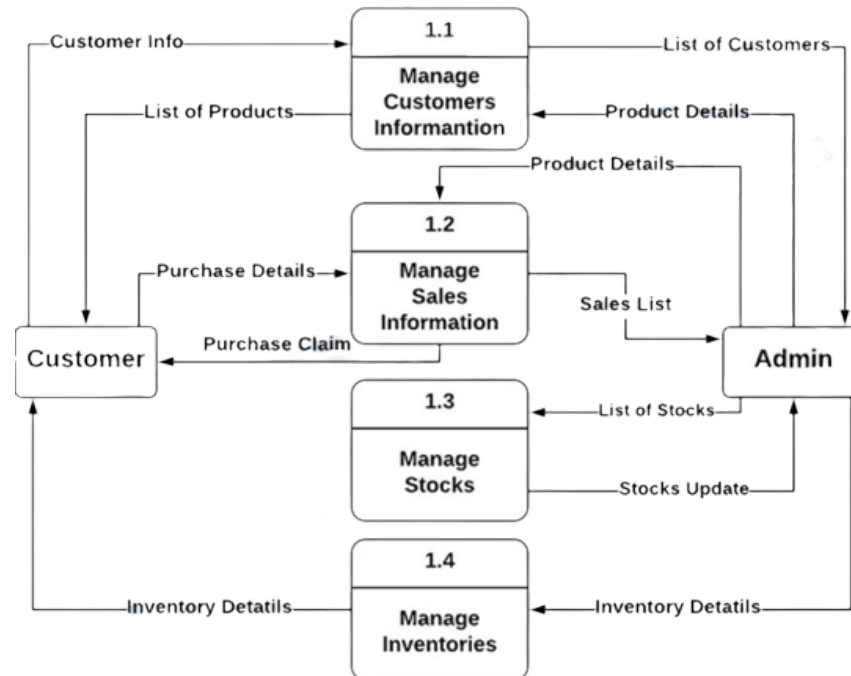 1.1
Customer Info
List of Customers
Manage
Customers
Informantion
List of Products
Product Details
Product Details
1.2
Manage
Sales
Information
Purchase Details
Sales List
Purchase Claim
Customer
Admin
1.3
List of Stocks
Manage
Stocks
Stocks Update
1.4
Inventory Detatils
Inventory Detatils
Manage
Inventories